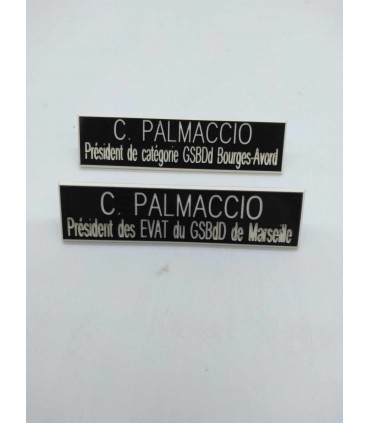 C. PALMACCIO
Président de catégorie GSBDd Bourges-Avord
C. PALMACCIO
Président des EVAT du GSBdD de Marseille